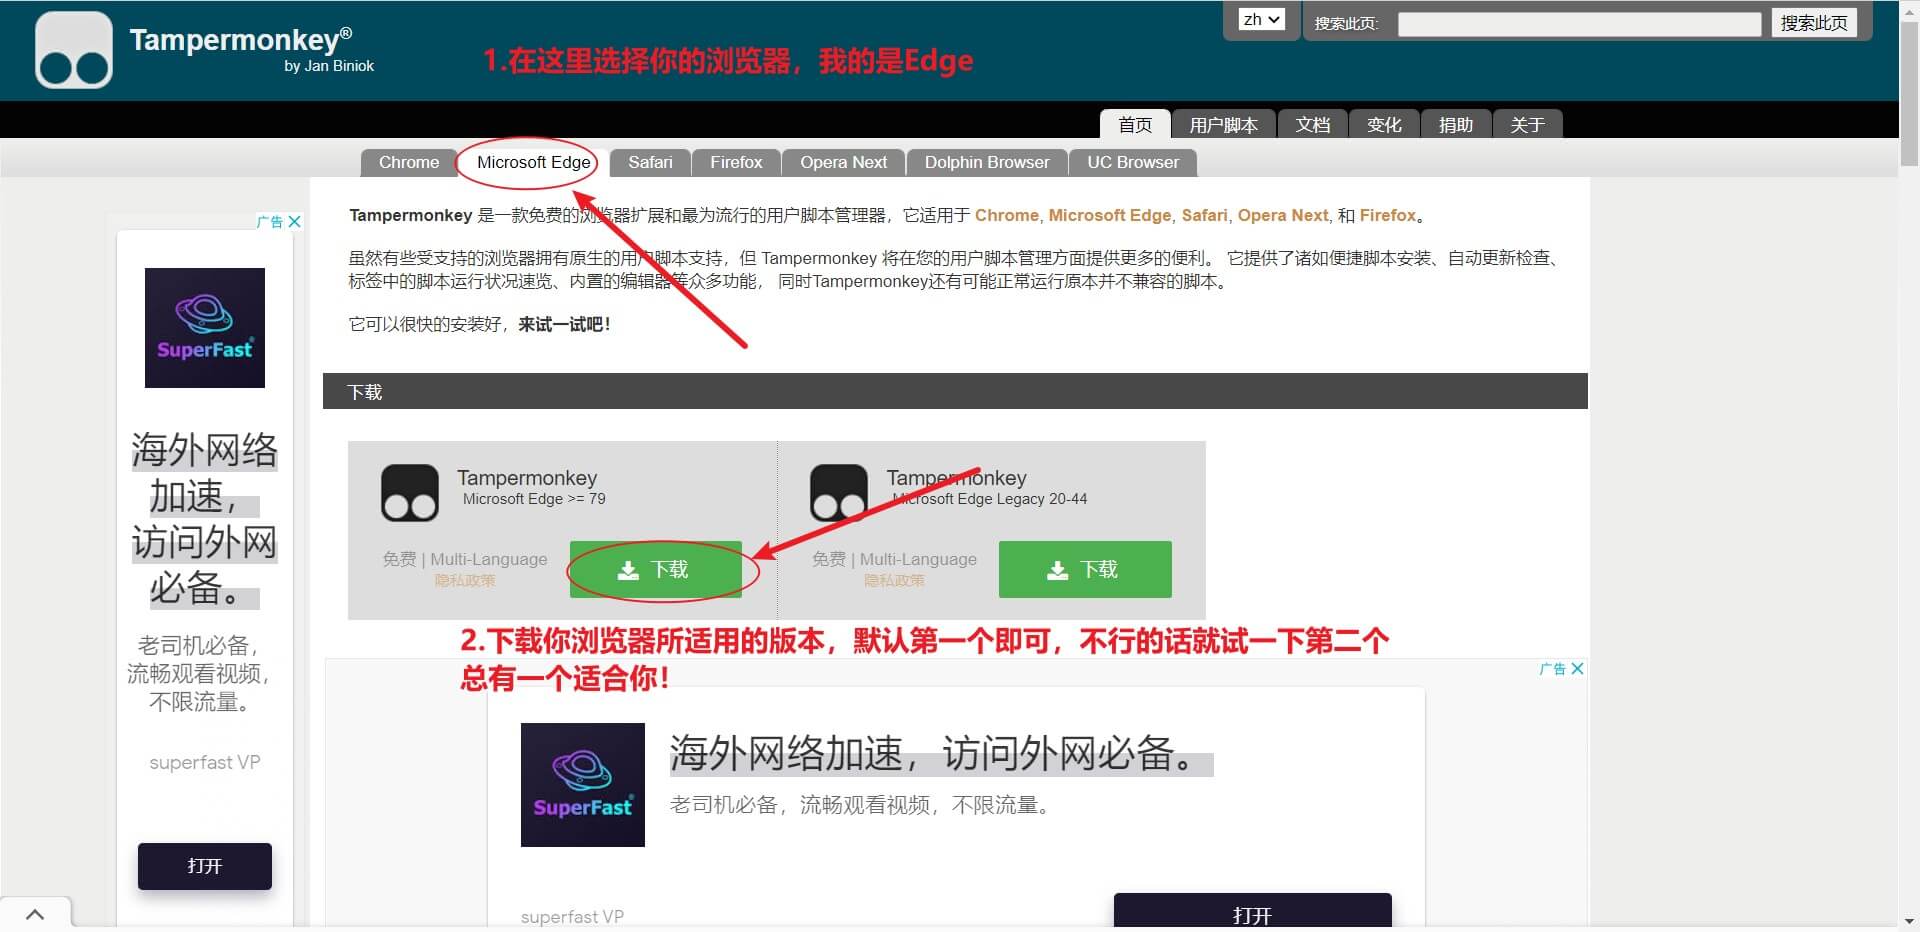 Tampermonkey®
by Jan Biniok
1.在这里选择你的浏览器，我的是Edge
zh
搜索此页:
搜索此页
首页
用户脚本
文档
变化
捐助
关于
Chrome
Microsoft Edge
Safari
Firefox
Opera Next
Dolphin Browser
UC Browser
Tampermonkey 是一款免费的浏览器扩展和最为流行的用户脚本管理器，它适用于 Chrome, Microsoft Edge, Safari, Opera Next, 和 Firefox。
虽然有些受支持的浏览器拥有原生的用户脚本支持，但 Tampermonkey 将在您的用户脚本管理方面提供更多的便利。 它提供了诸如便捷脚本安装、自动更新检查、
标签中的脚本运行状况速览、内置的编辑器等众多功能， 同时Tampermonkey还有可能正常运行原本并不兼容的脚本。
它可以很快的安装好，来试一试吧！
下载
Tampermonkey
Microsoft Edge >= 79
免费 | Multi-Language
隐私政策
下载
Tampermonkey
Microsoft Edge Legacy 20-44
免费 | Multi-Language
隐私政策
下载
2.下载你浏览器所适用的版本，默认第一个即可，不行的话就试一下第二个
总有一个适合你！
广告
SuperFast
海外网络
加速，
访问外网
必备。
老司机必备，
流畅观看视频，
不限流量。
superfast VP
打开
广告
SuperFast
海外网络加速，访问外网必备。
老司机必备，流畅观看视频，不限流量。
superfast VP
打开